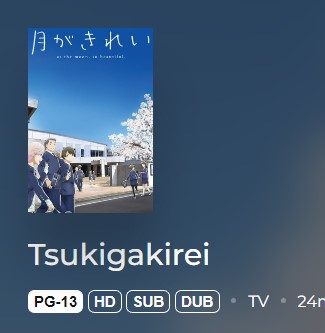 月がきれい
as the moon, so beautiful.
Tsukigakirei
PG-13 HD SUB DUB • TV • 24m